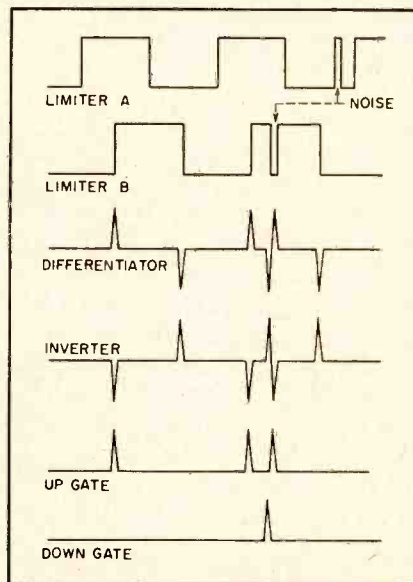 LIMITER A
NOISE
LIMITER B
DIFFERENTIATOR
INVERTER
UP GATE
DOWN GATE